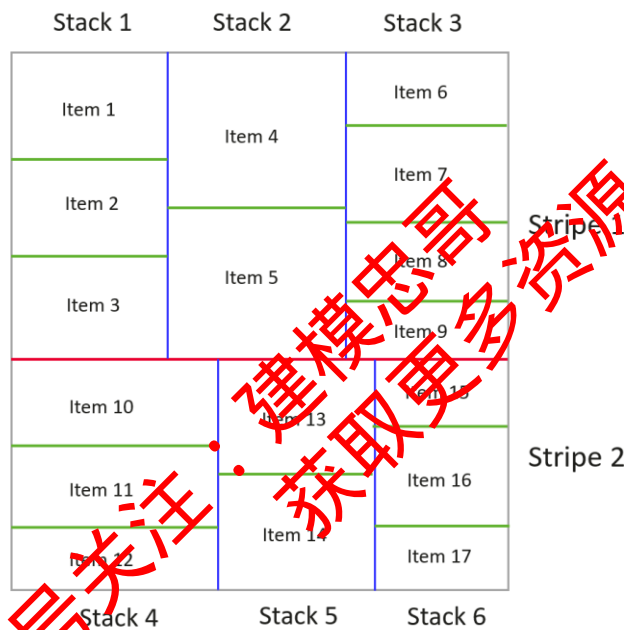 Stack 1 Stack 2 Stack 3
Item 1
Item 2
Item 3
Item 4
Item 5
Item 6
Item 7
Item 8
Item 9
Stripe 1
Item 10
Item 11
Item 12
Item 13
Item 14
Item 15
Item 16
Item 17
Stripe 2
Stack 4 Stack 5 Stack 6
号关注：建模忠哥
获取更多资源